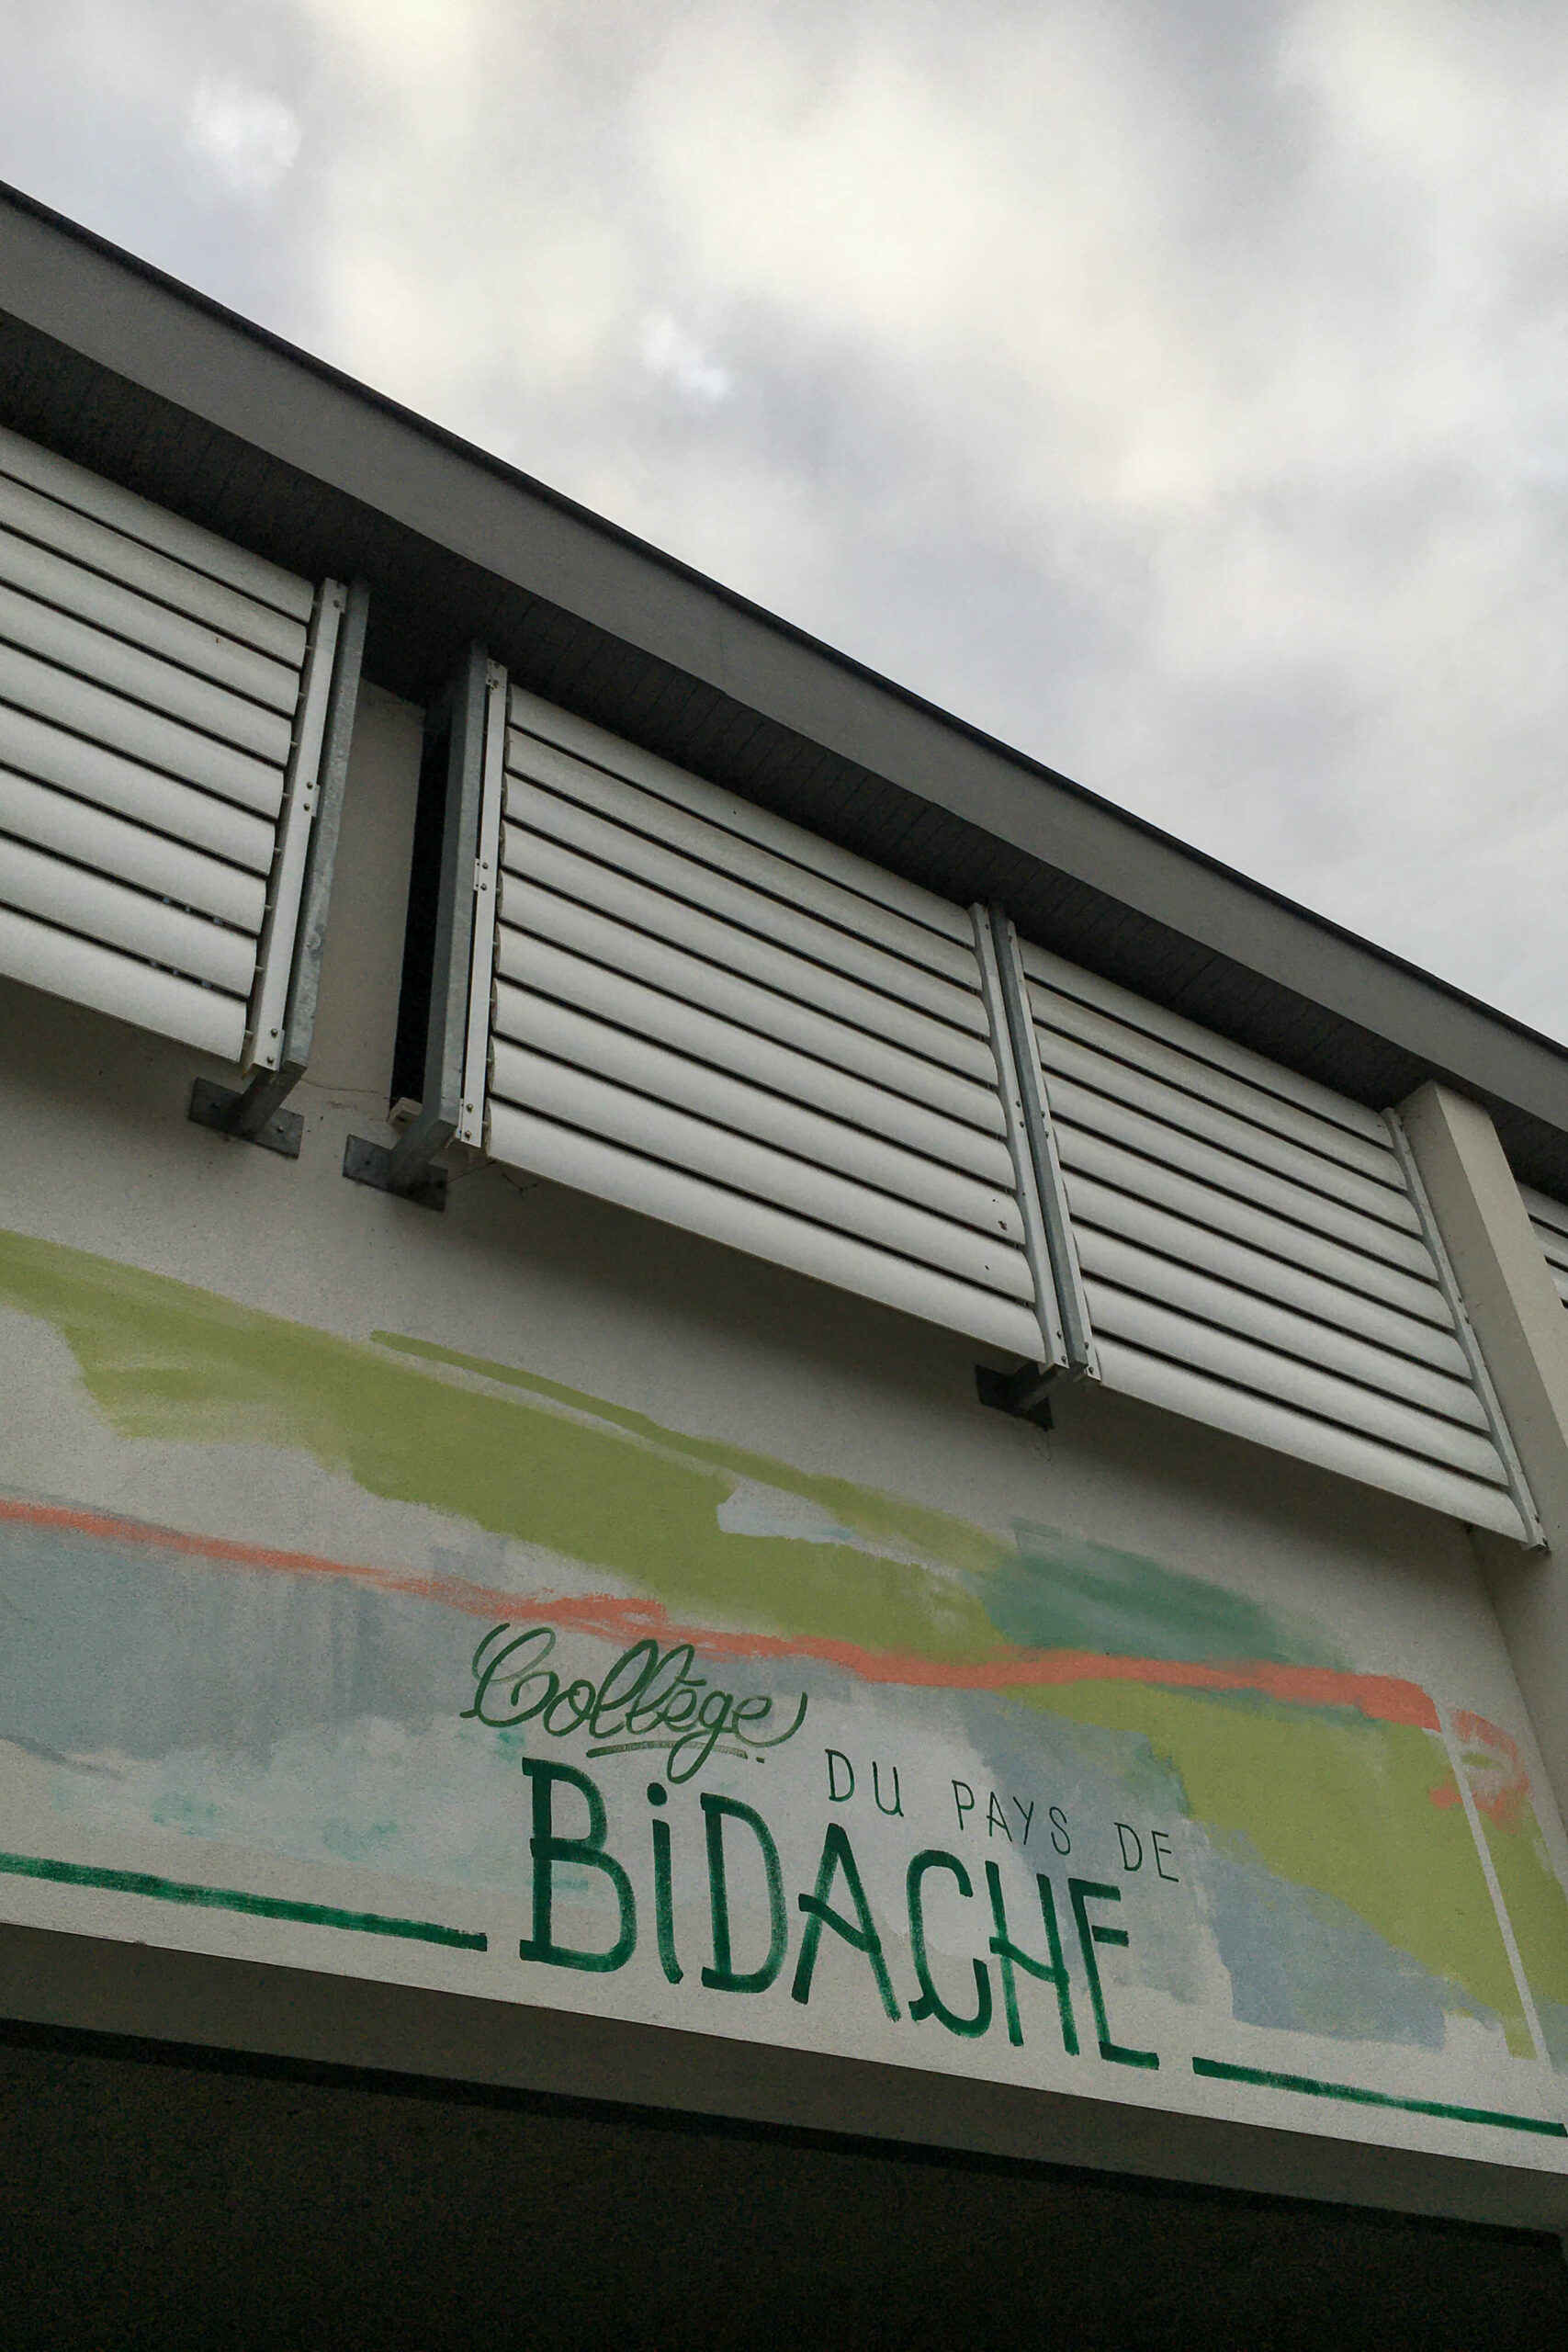 Collège
DU PAYS DE
BiDACHE